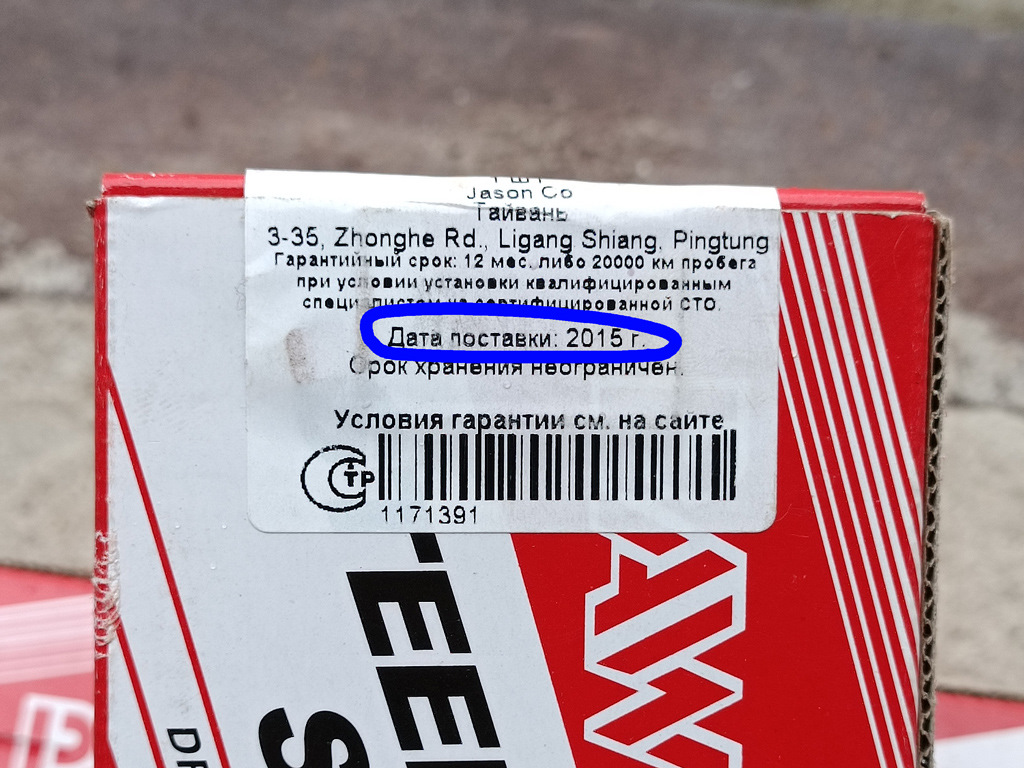 Jason Co
Тайвань
3-35, Zhonghe Rd., Ligang Shiang, Pingtung
Гарантийный срок: 12 мес. либо 20000 км пробега
при условии установки квалифицированным
специалистом на сертифицированной СТО.
Дата поставки: 2015 г.
Срок хранения неограничен.
Условия гарантии см. на сайте
ТР
1171391